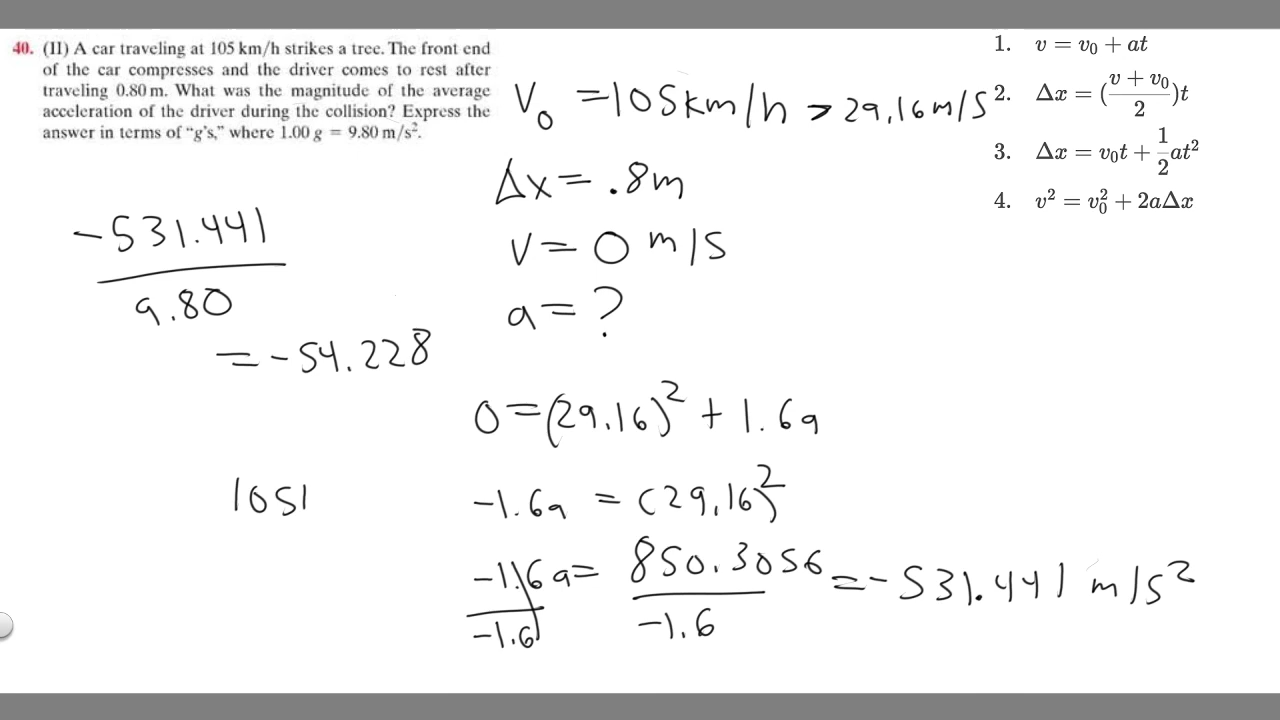 40. (II) A car traveling at 105 km/h strikes a tree. The front end
of the car compresses and the driver comes to rest after
traveling 0.80 m. What was the magnitude of the average
acceleration of the driver during the collision? Express the
answer in terms of “g’s,” where 1.00 g = 9.80 m/s².
1. v = v₀ + at
2. Δx = (v + v₀ / 2)t
3. Δx = v₀t + 1/2 at²
4. v² = v₀² + 2aΔx
V₀ = 105 km/h > 29.16 m/s
Δx = .8m
v = 0 m/s
a = ?
-531.441
9.80
= -54.228
0 = (29.16)² + 1.6a
-1.6a = (29.16)²
-1.6a = 850.3056 = -531.441 m/s²
-1.6 -1.6
1051